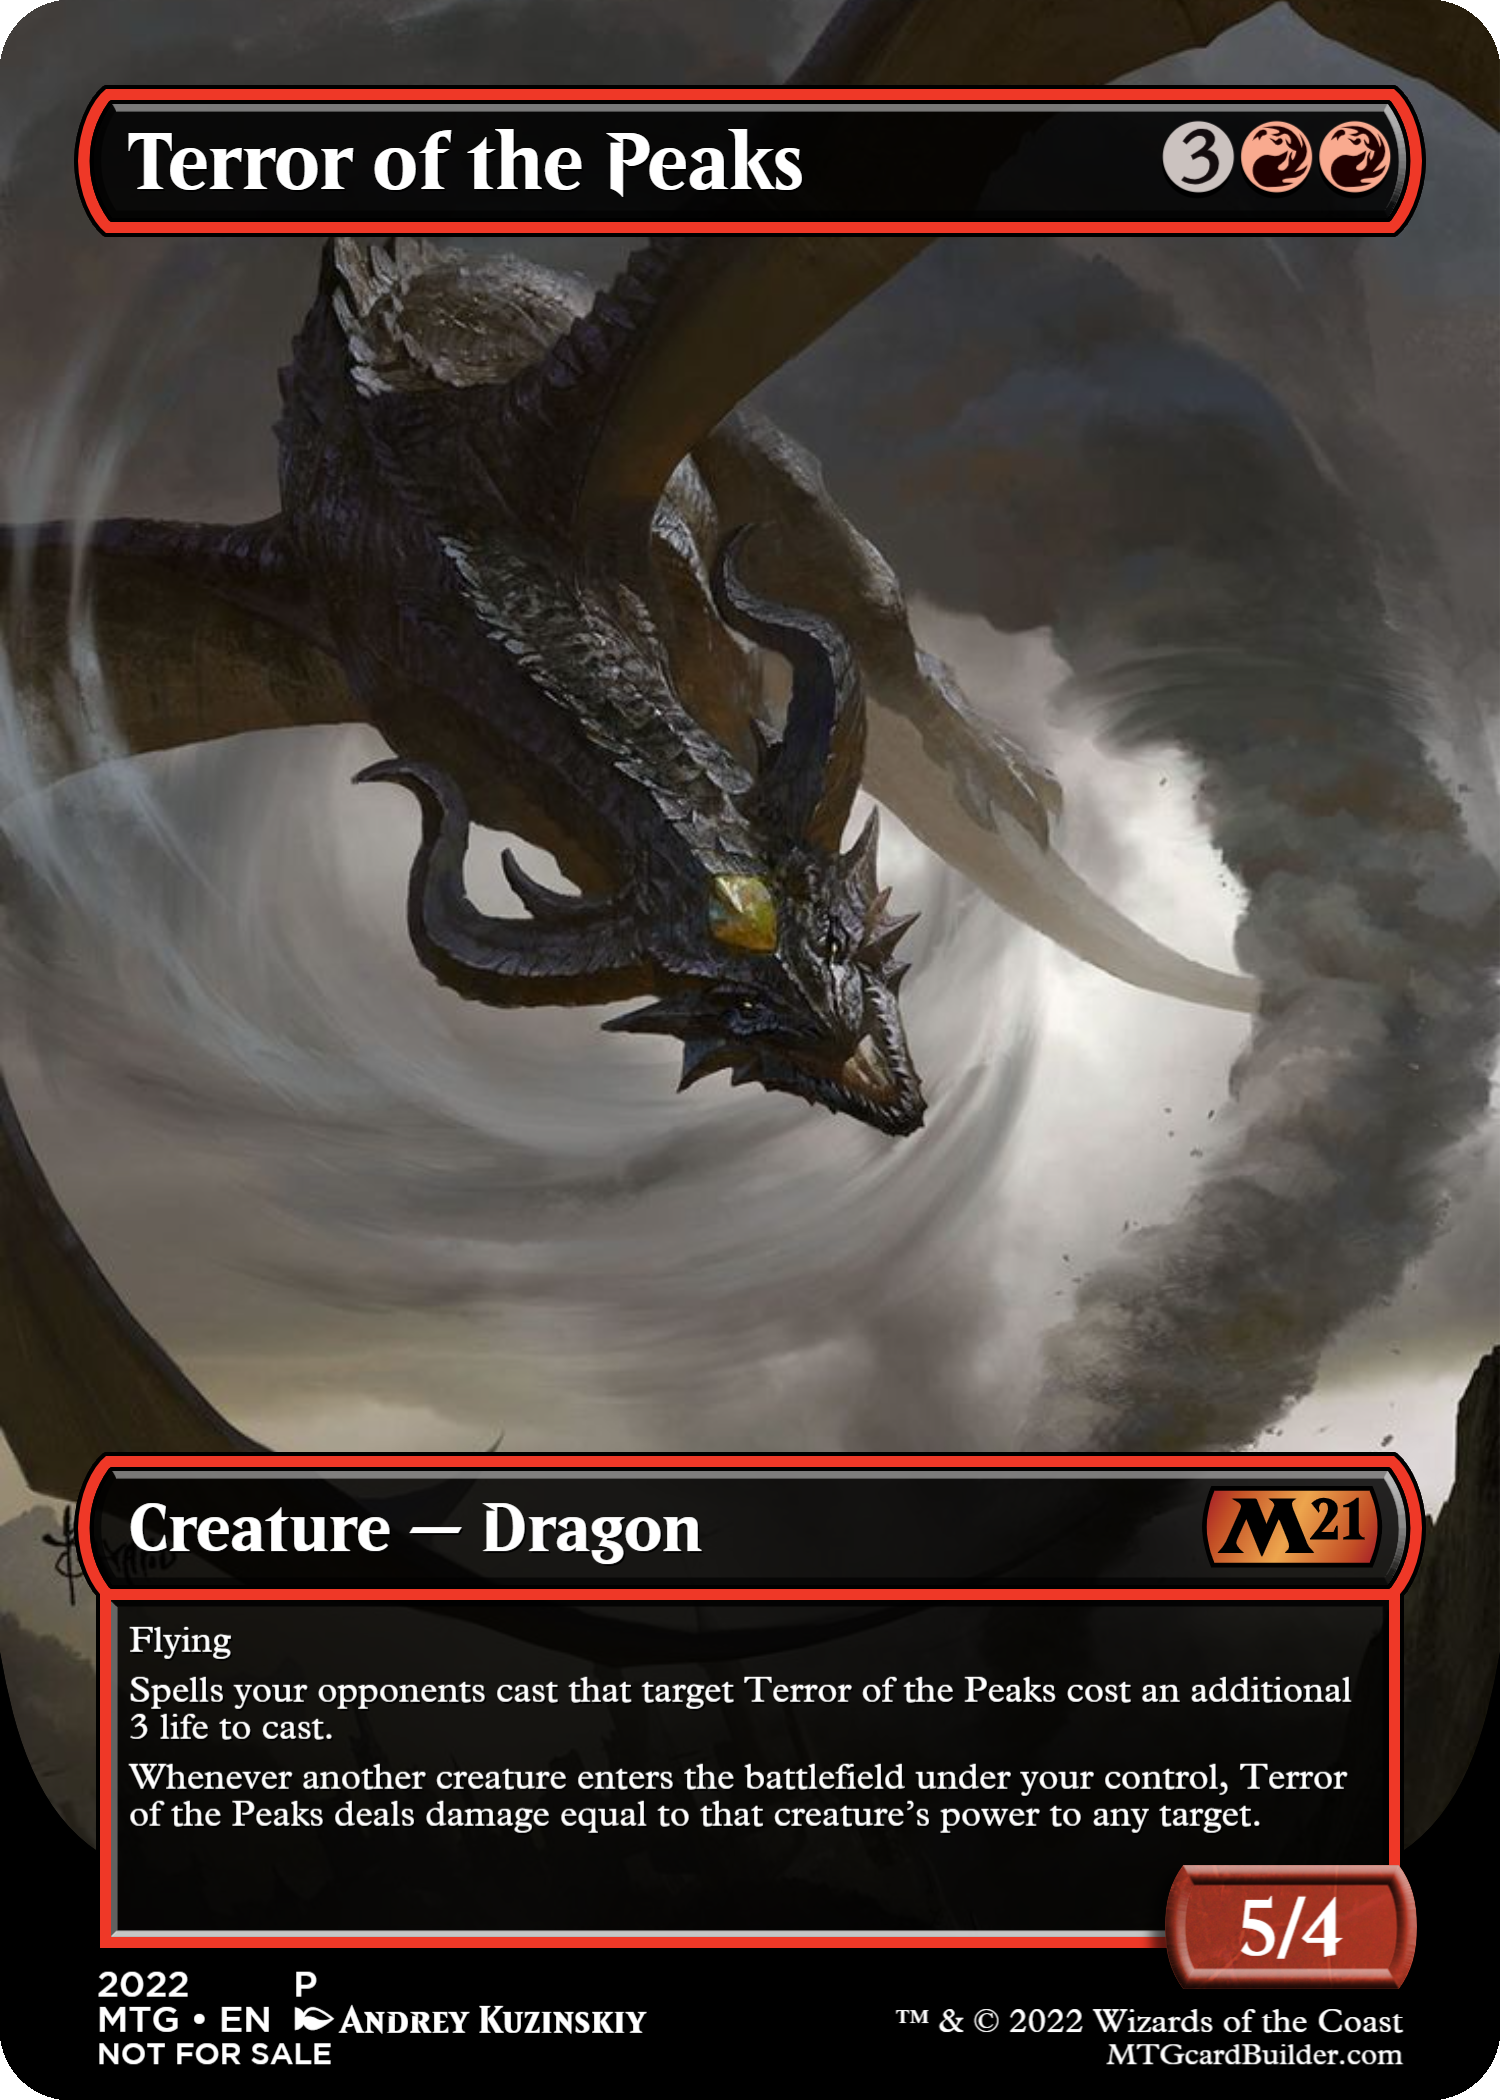 Terror of the Peaks 3
Creature — Dragon M21
Flying
Spells your opponents cast that target Terror of the Peaks cost an additional
3 life to cast.
Whenever another creature enters the battlefield under your control, Terror
of the Peaks deals damage equal to that creature's power to any target.
5/4
2022 P
MTG • EN Andrey Kuzinskiy
NOT FOR SALE
™ & © 2022 Wizards of the Coast
MTGcardBuilder.com